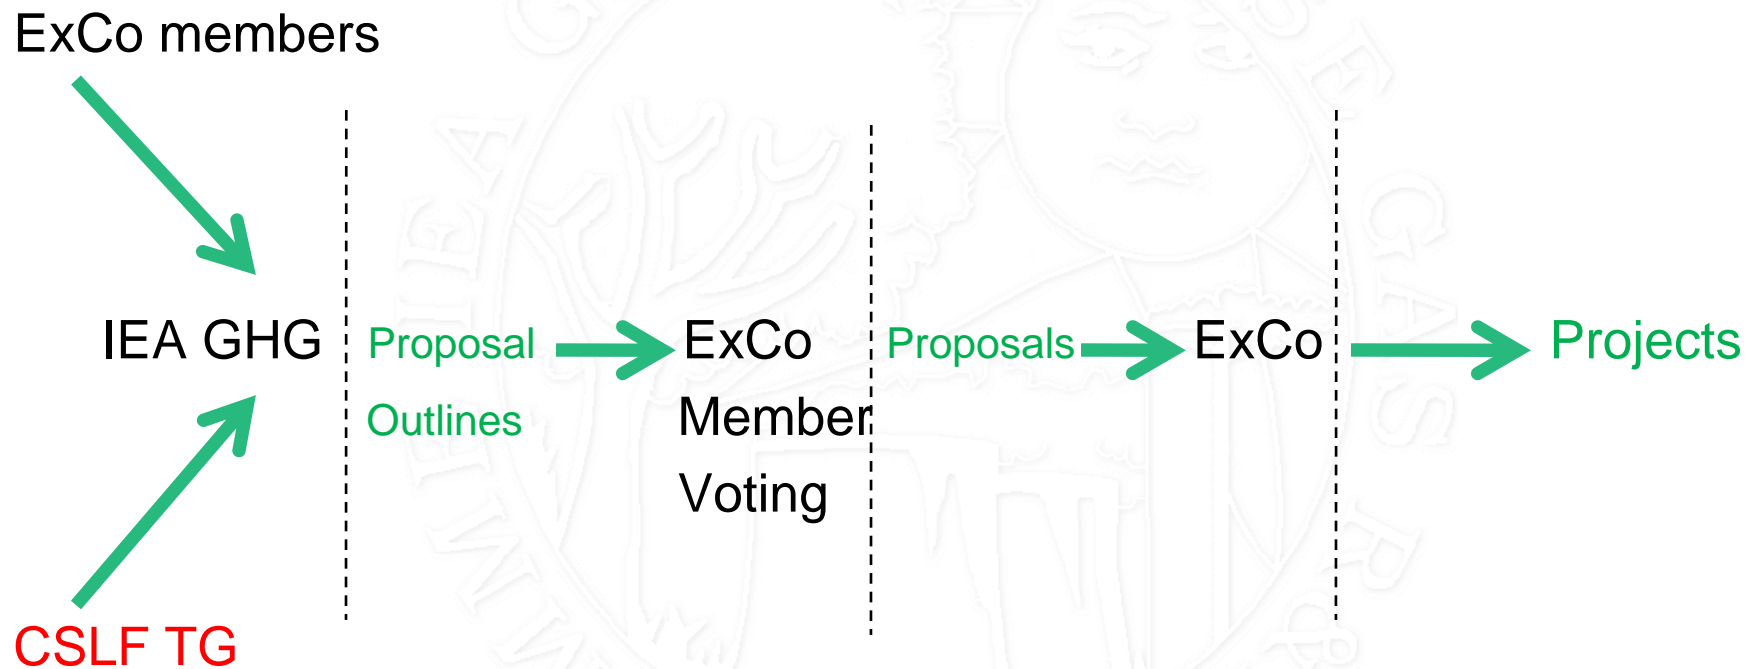 ExCo members
IEA GHG
Proposal
Outlines
ExCo
Member
Voting
Proposals
ExCo
Projects
CSLF TG